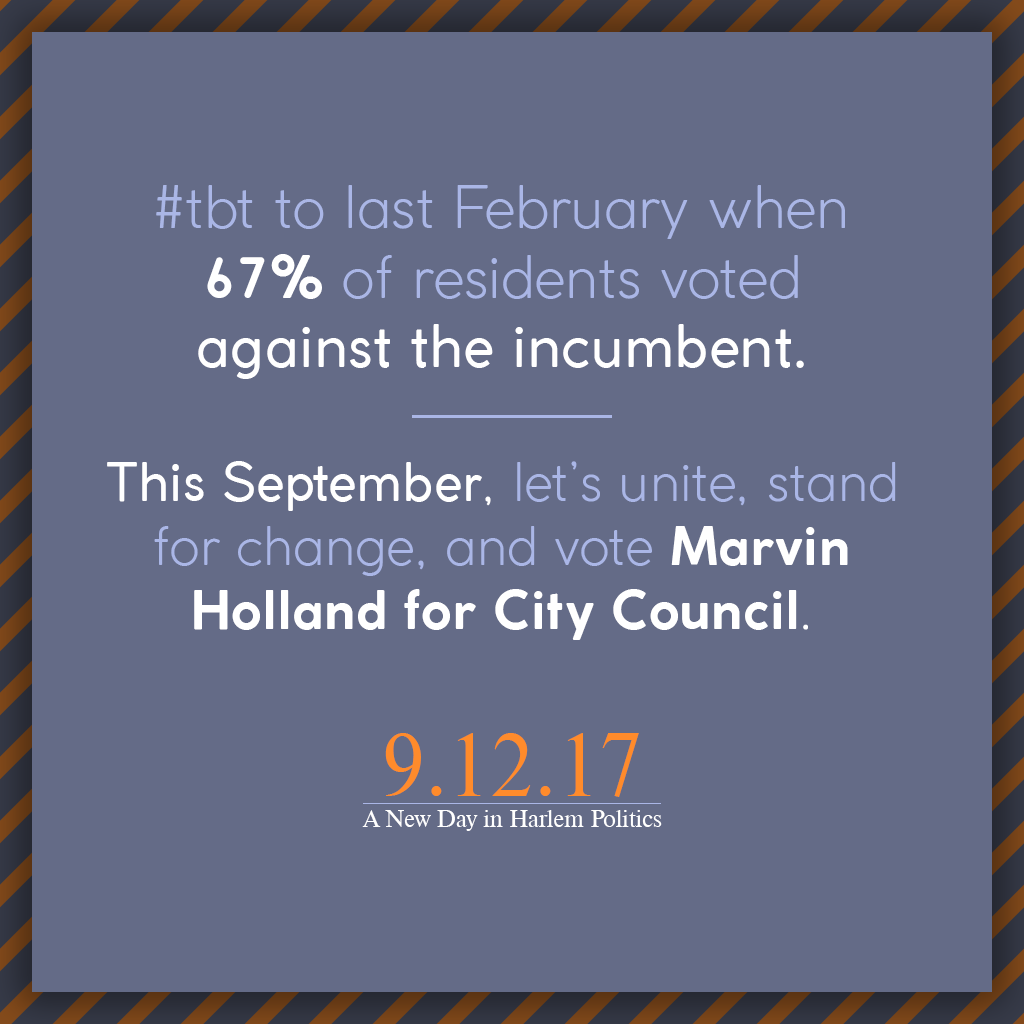 #tbt to last February when
67% of residents voted
against the incumbent.
This September, let's unite, stand
for change, and vote Marvin
Holland for City Council.
9.12.17
A New Day in Harlem Politics